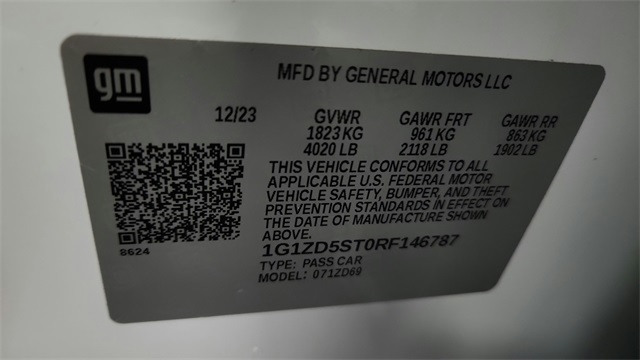 gm
MFD BY GENERAL MOTORS LLC
12/23 GVWR GAWR FRT GAWR RR
1823 KG 961 KG 863 KG
4020 LB 2118 LB 1902 LB
THIS VEHICLE CONFORMS TO ALL
APPLICABLE U.S. FEDERAL MOTOR
VEHICLE SAFETY, BUMPER, AND THEFT
PREVENTION STANDARDS IN EFFECT ON
THE DATE OF MANUFACTURE SHOWN
ABOVE.
8624
1G1ZD5ST0RF146787
TYPE: PASS CAR
MODEL: 071ZD69